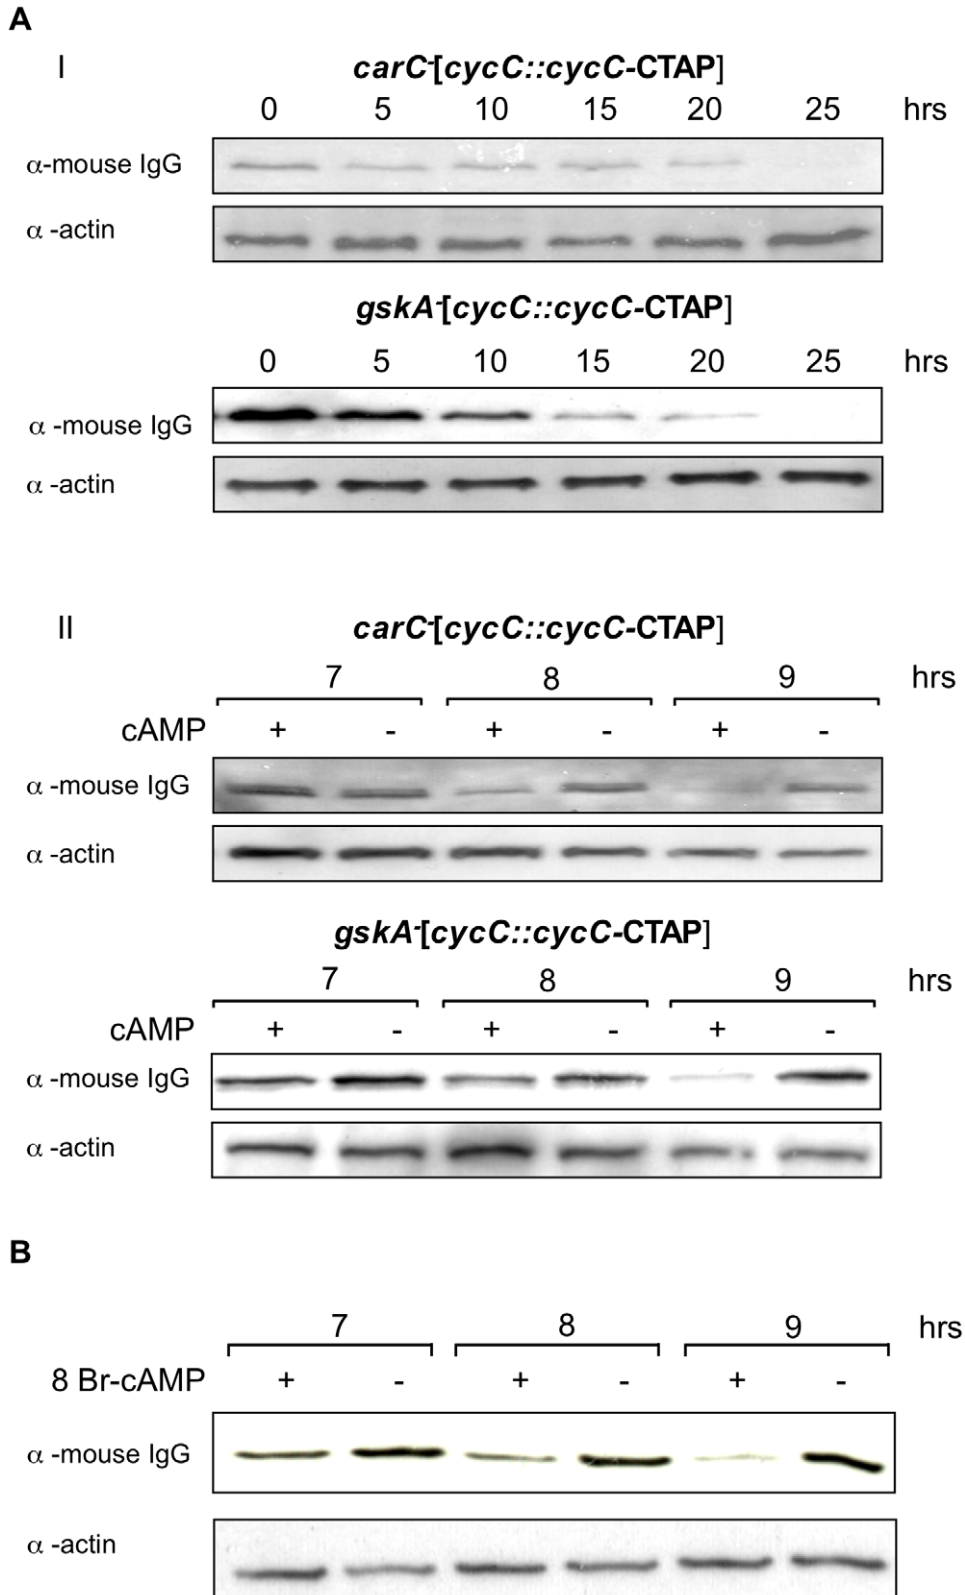 A
I
carC-[cycC::cycC-CTAP]
0 5 10 15 20 25 hrs
α-mouse IgG
α -actin
gskA-[cycC::cycC-CTAP]
0 5 10 15 20 25 hrs
α -mouse IgG
α -actin
II
carC-[cycC::cycC-CTAP]
7 8 9 hrs
cAMP + - + - + -
α -mouse IgG
α -actin
gskA-[cycC::cycC-CTAP]
7 8 9 hrs
cAMP + - + - + -
α -mouse IgG
α -actin
B
7 8 9 hrs
8 Br-cAMP + - + - + -
α -mouse IgG
α -actin